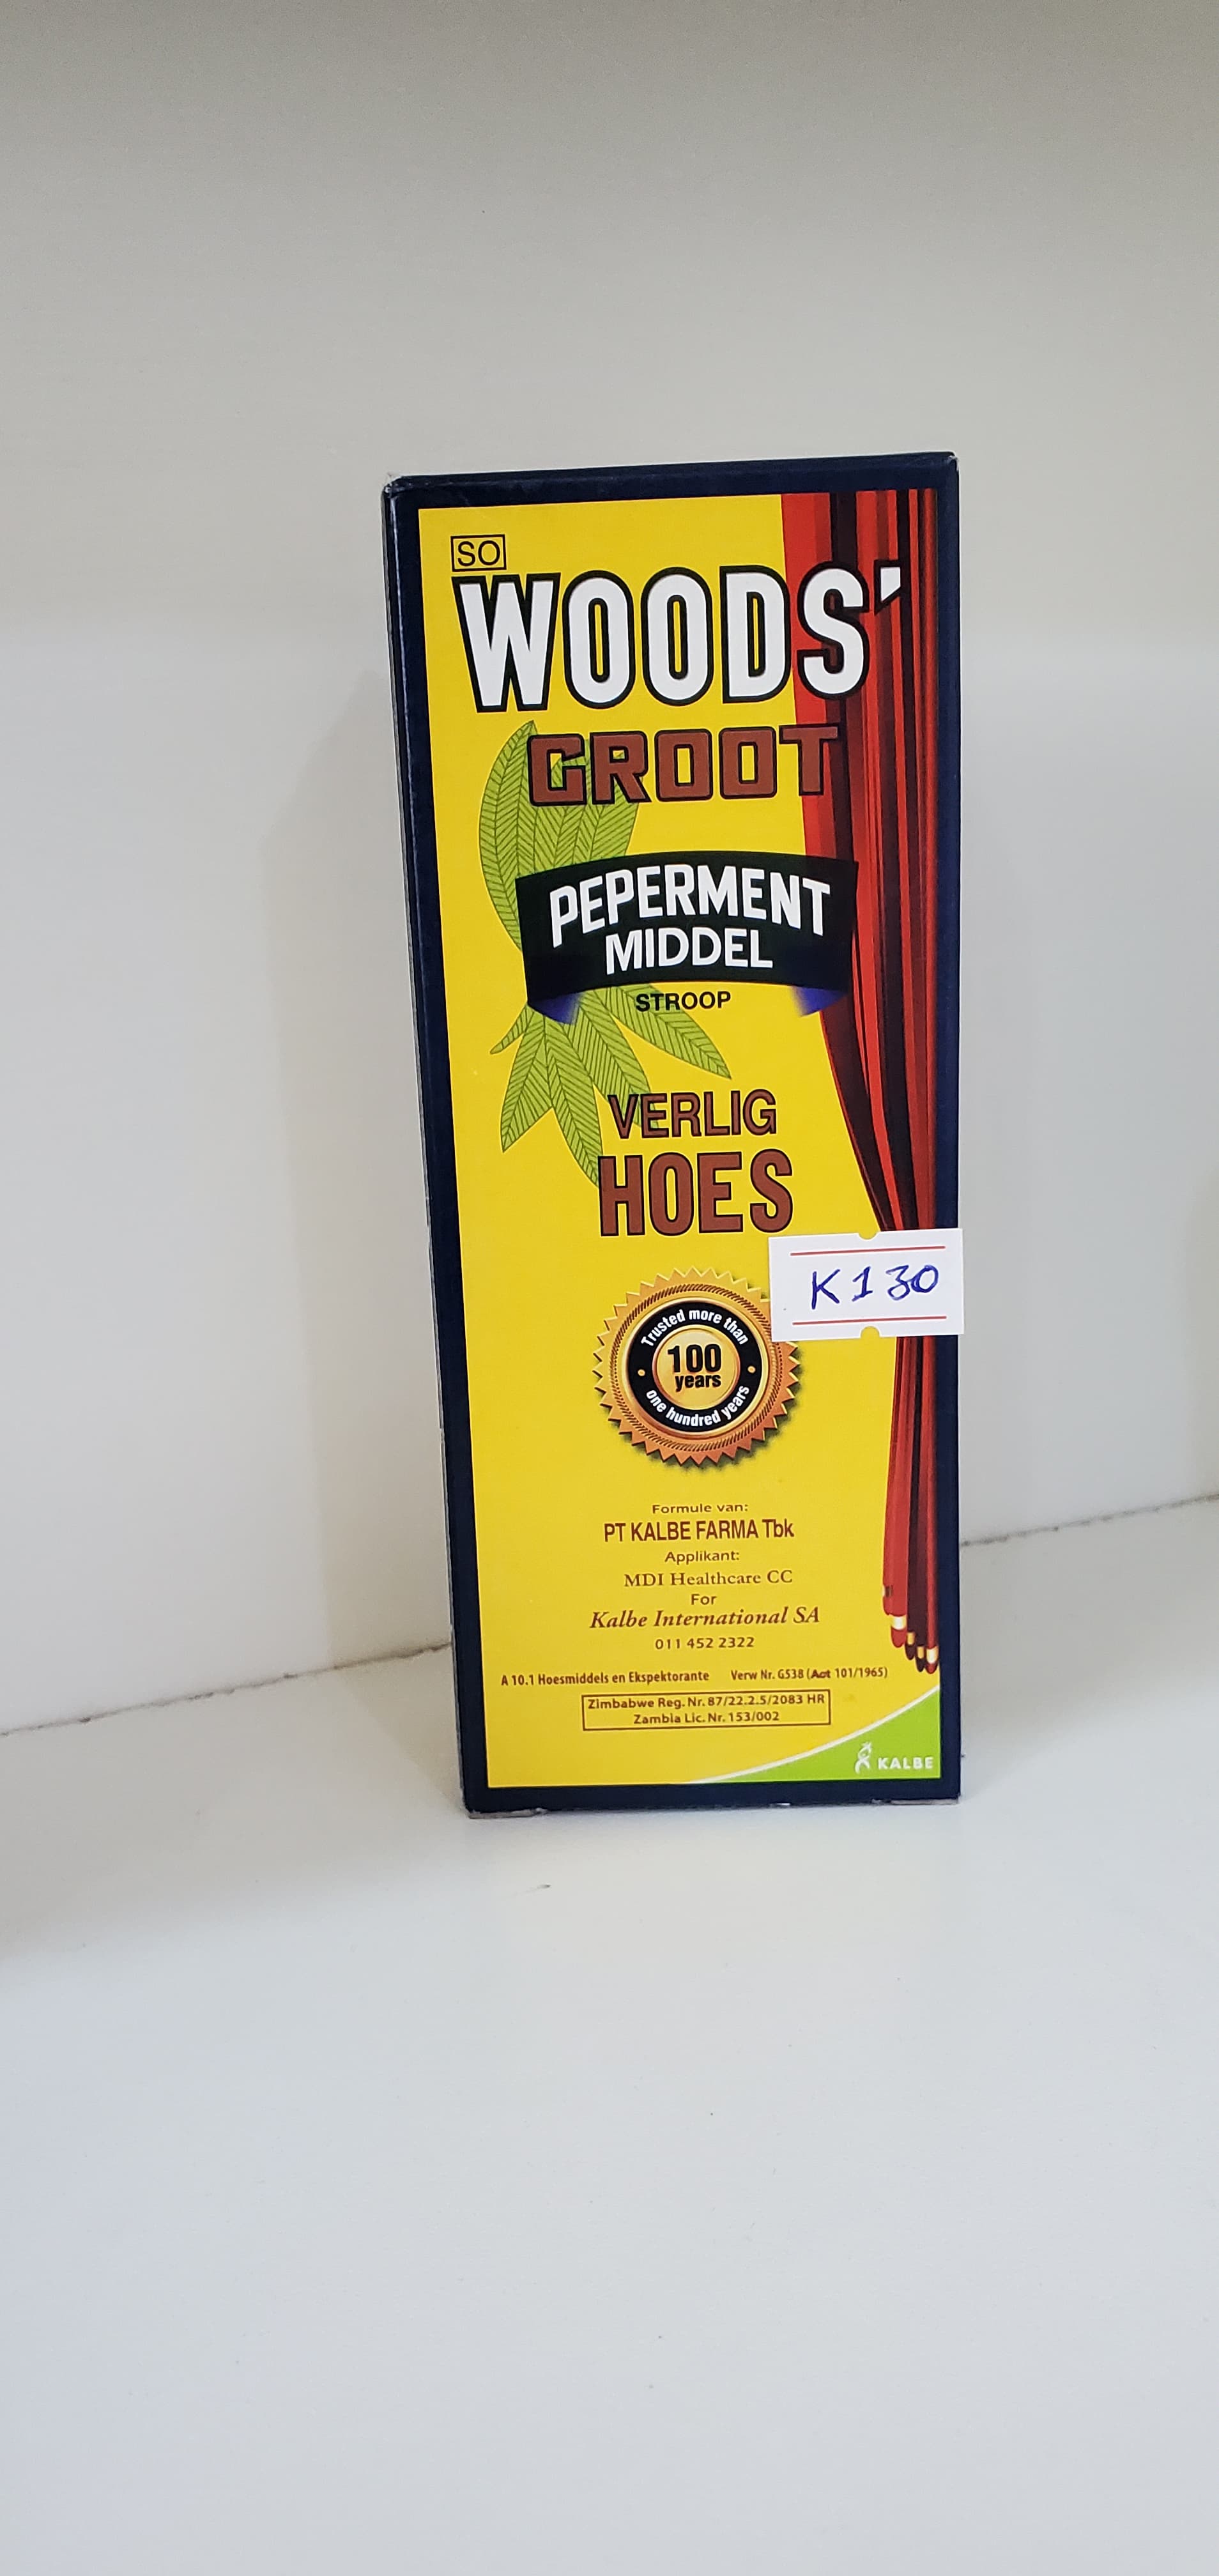 SO
WOODS'
GROOT
PEPERMENT
MIDDEL
STROOP
VERLIG
HOES
K130
Trusted more than
100
years
one hundred years
Formule van:
PT KALBE FARMA Tbk
Applikant:
MDI Healthcare CC
For
Kalbe International SA
011 452 2322
A 10.1 Hoesmiddels en Ekspektorante Verw Nr. G538 (Act 101/1965)
Zimbabwe Reg. Nr. 87/22.2.5/2083 HR
Zambia Lic. Nr. 153/002
KALBE